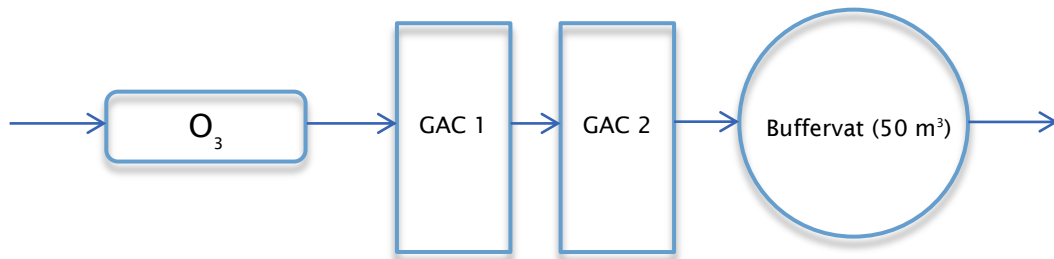 O₃
GAC 1
GAC 2
Buffervat (50 m³)